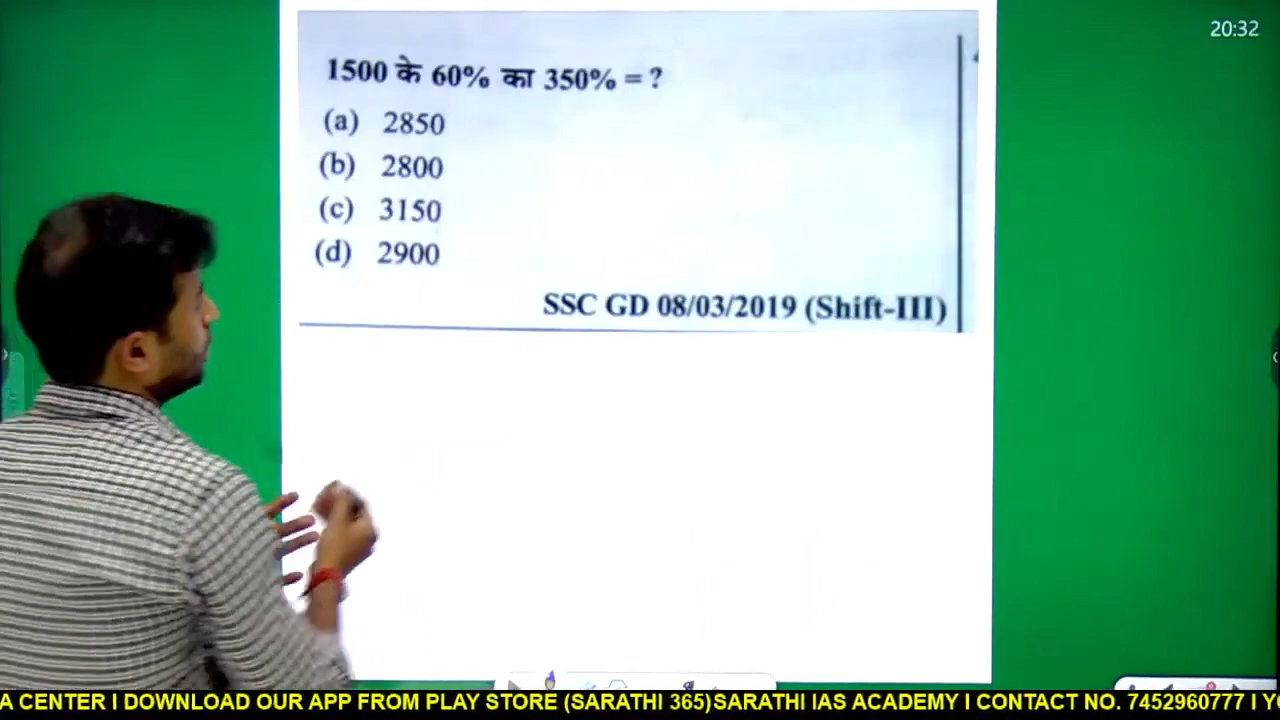 20:32
1500 के 60% का 350% = ?
(a) 2850
(b) 2800
(c) 3150
(d) 2900
SSC GD 08/03/2019 (Shift-III)
A CENTER I DOWNLOAD OUR APP FROM PLAY STORE (SARATHI 365)SARATHI IAS ACADEMY I CONTACT NO. 7452960777 I